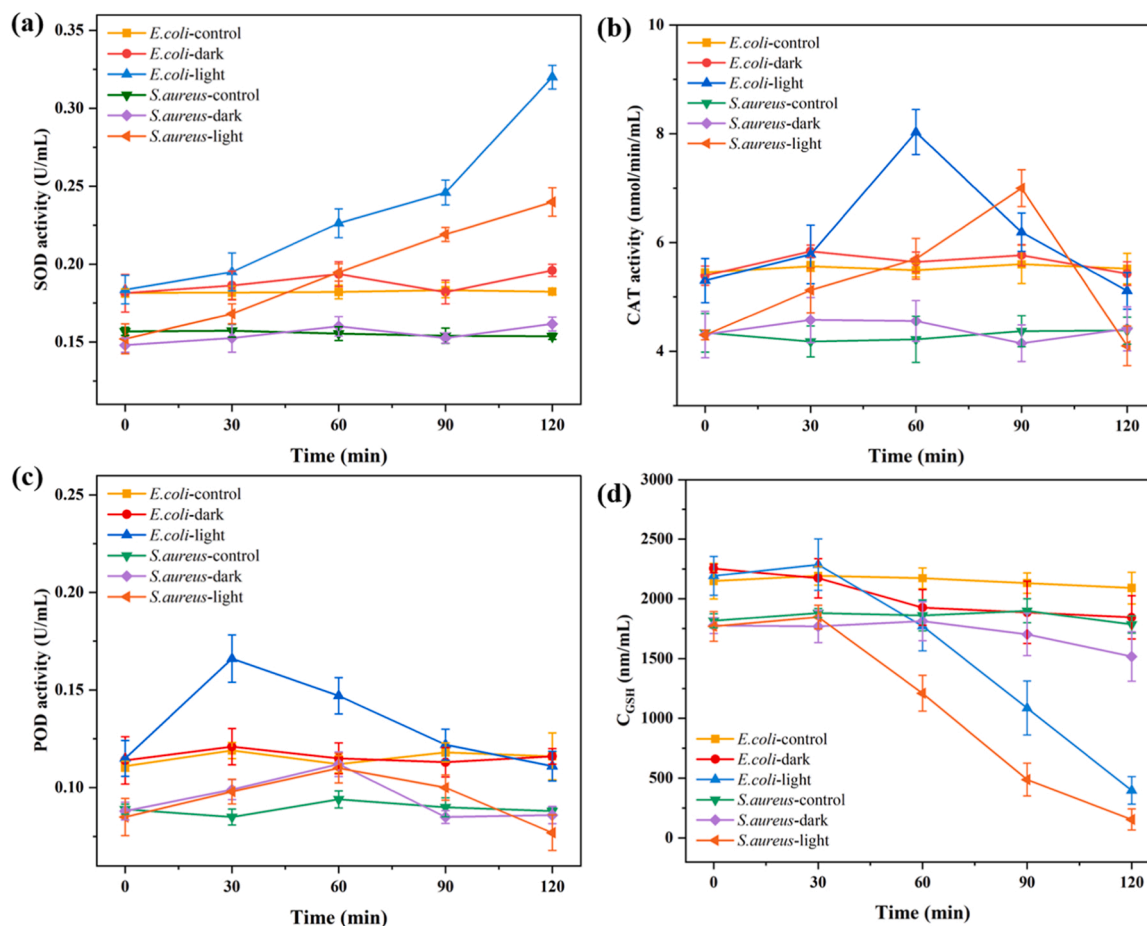 (a)
0.35
0.30
0.25
0.20
0.15
SOD activity (U/mL)
E.coli-control
E.coli-dark
E.coli-light
S.aureus-control
S.aureus-dark
S.aureus-light
0 30 60 90 120
Time (min)
(b)
10
8
6
4
CAT activity (nmol/min/mL)
E.coli-control
E.coli-dark
E.coli-light
S.aureus-control
S.aureus-dark
S.aureus-light
0 30 60 90 120
Time (min)
(c)
0.25
0.20
0.15
0.10
POD activity (U/mL)
E.coli-control
E.coli-dark
E.coli-light
S.aureus-control
S.aureus-dark
S.aureus-light
0 30 60 90 120
Time (min)
(d)
3000
2500
2000
1500
1000
500
0
CGSH (nm/mL)
E.coli-control
E.coli-dark
E.coli-light
S.aureus-control
S.aureus-dark
S.aureus-light
0 30 60 90 120
Time (min)